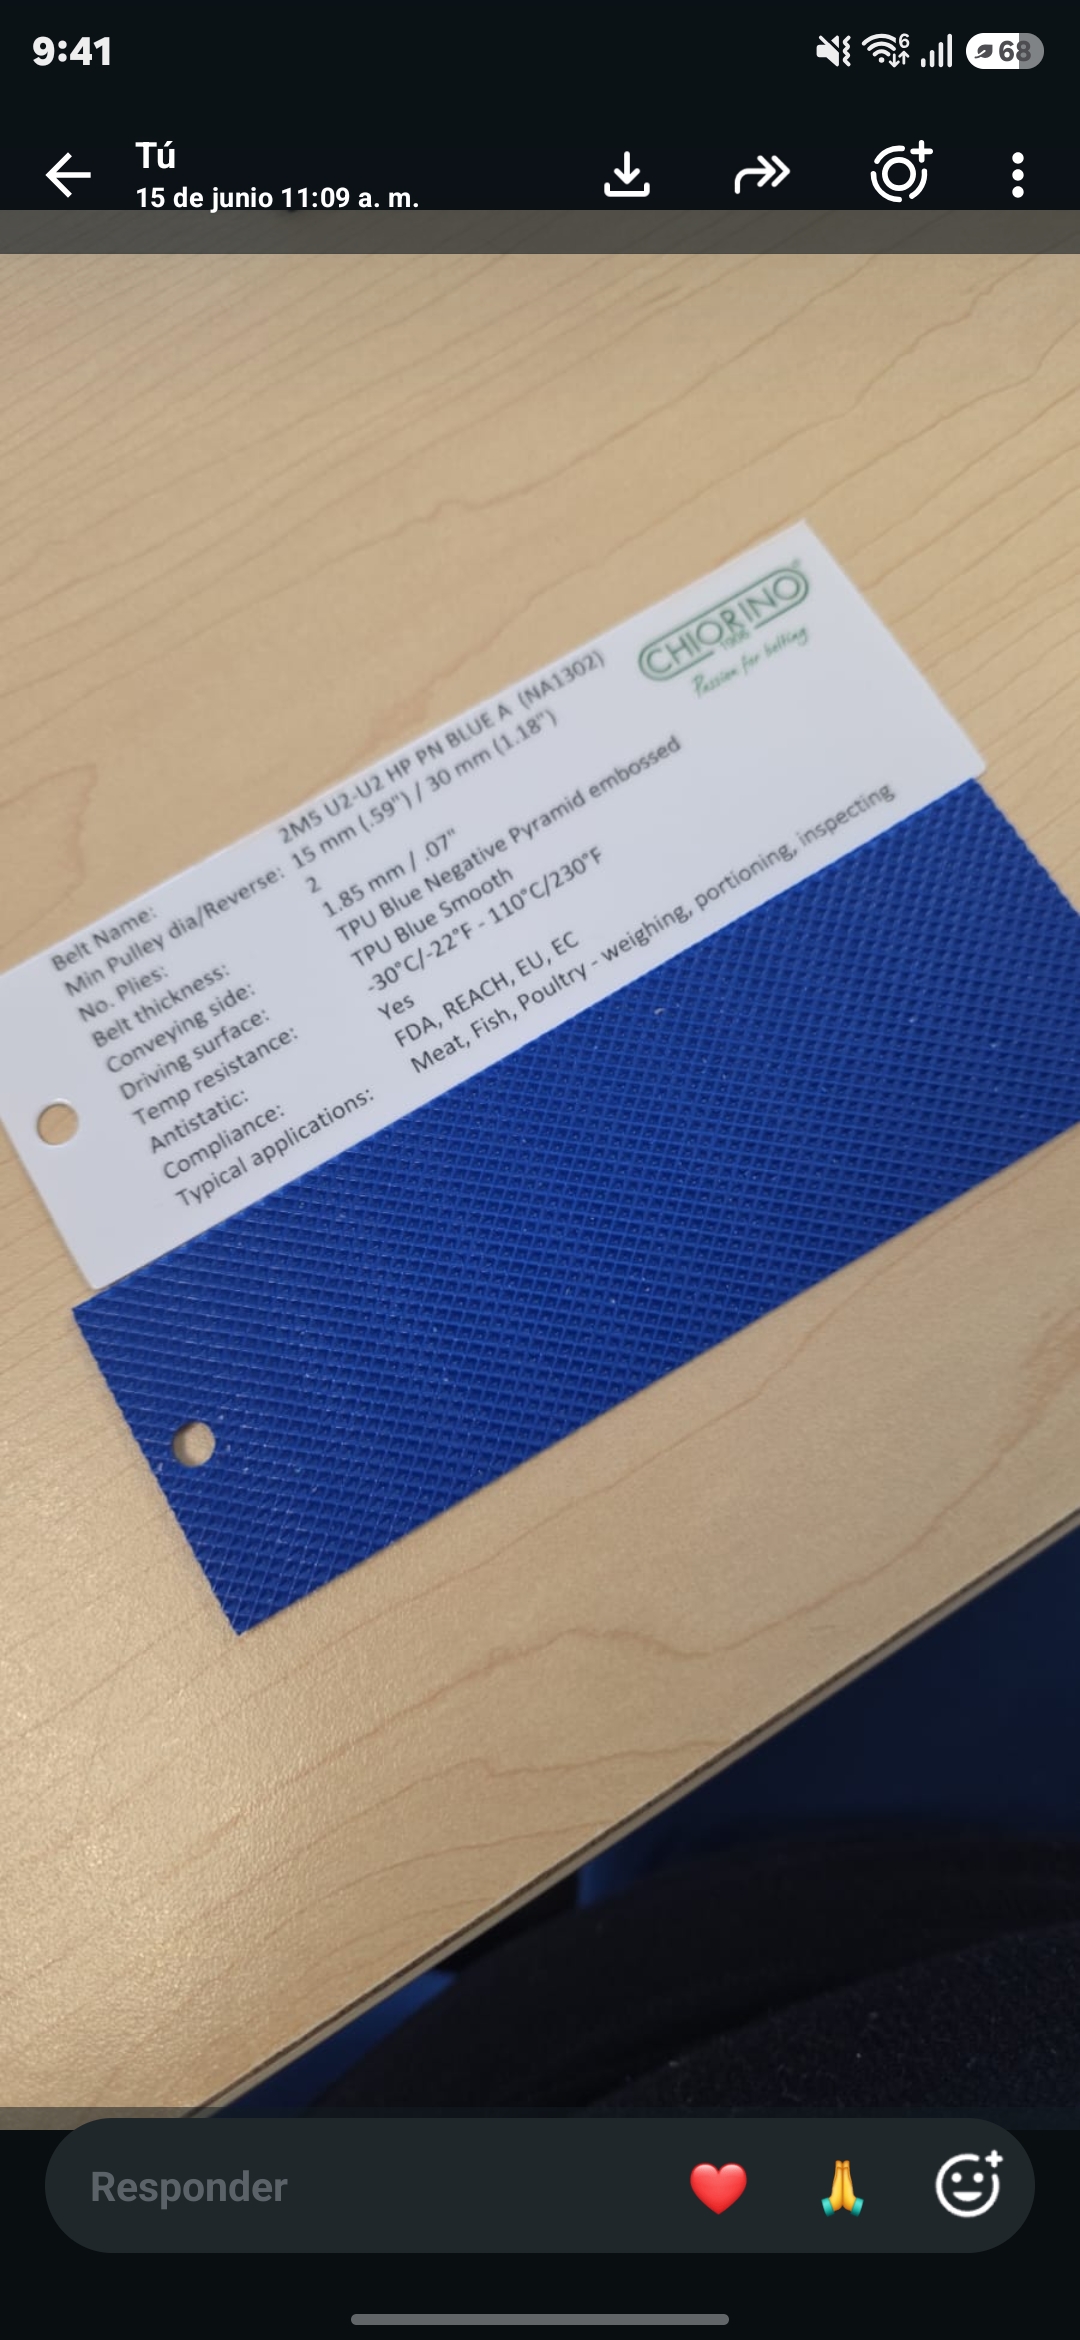 9:41
6
68
Tú
15 de junio 11:09 a. m.
CHIORINO
1906
Passion for belting
Belt Name: 2M5 U2-U2 HP PN BLUE A (NA1302)
Min Pulley dia/Reverse: 15 mm (.59") / 30 mm (1.18")
No. Plies: 2
Belt thickness: 1.85 mm / .07"
Conveying side: TPU Blue Negative Pyramid embossed
Driving surface: TPU Blue Smooth
Temp resistance: -30°C/-22°F - 110°C/230°F
Antistatic: Yes
Compliance: FDA, REACH, EU, EC
Typical applications: Meat, Fish, Poultry - weighing, portioning, inspecting
Responder